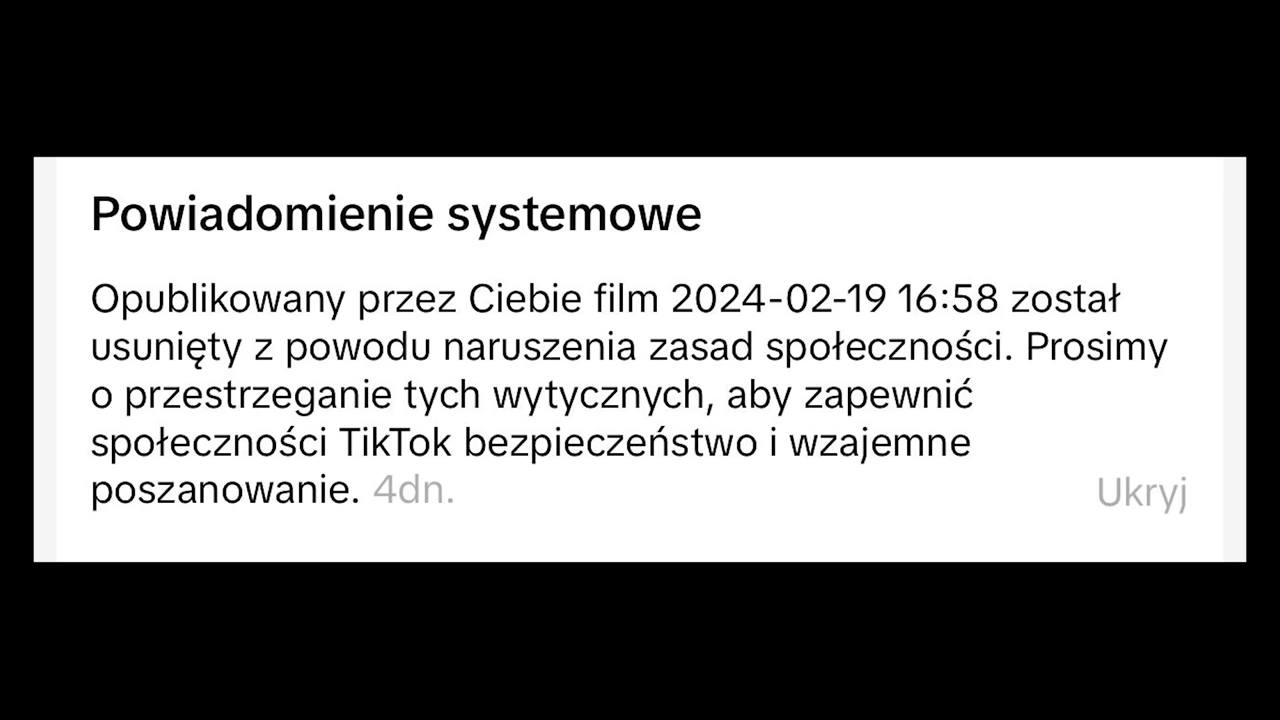 Powiadomienie systemowe
Opublikowany przez Ciebie film 2024-02-19 16:58 został
usunięty z powodu naruszenia zasad społeczności. Prosimy
o przestrzeganie tych wytycznych, aby zapewnić
społeczności TikTok bezpieczeństwo i wzajemne
poszanowanie. 4dn. Ukryj